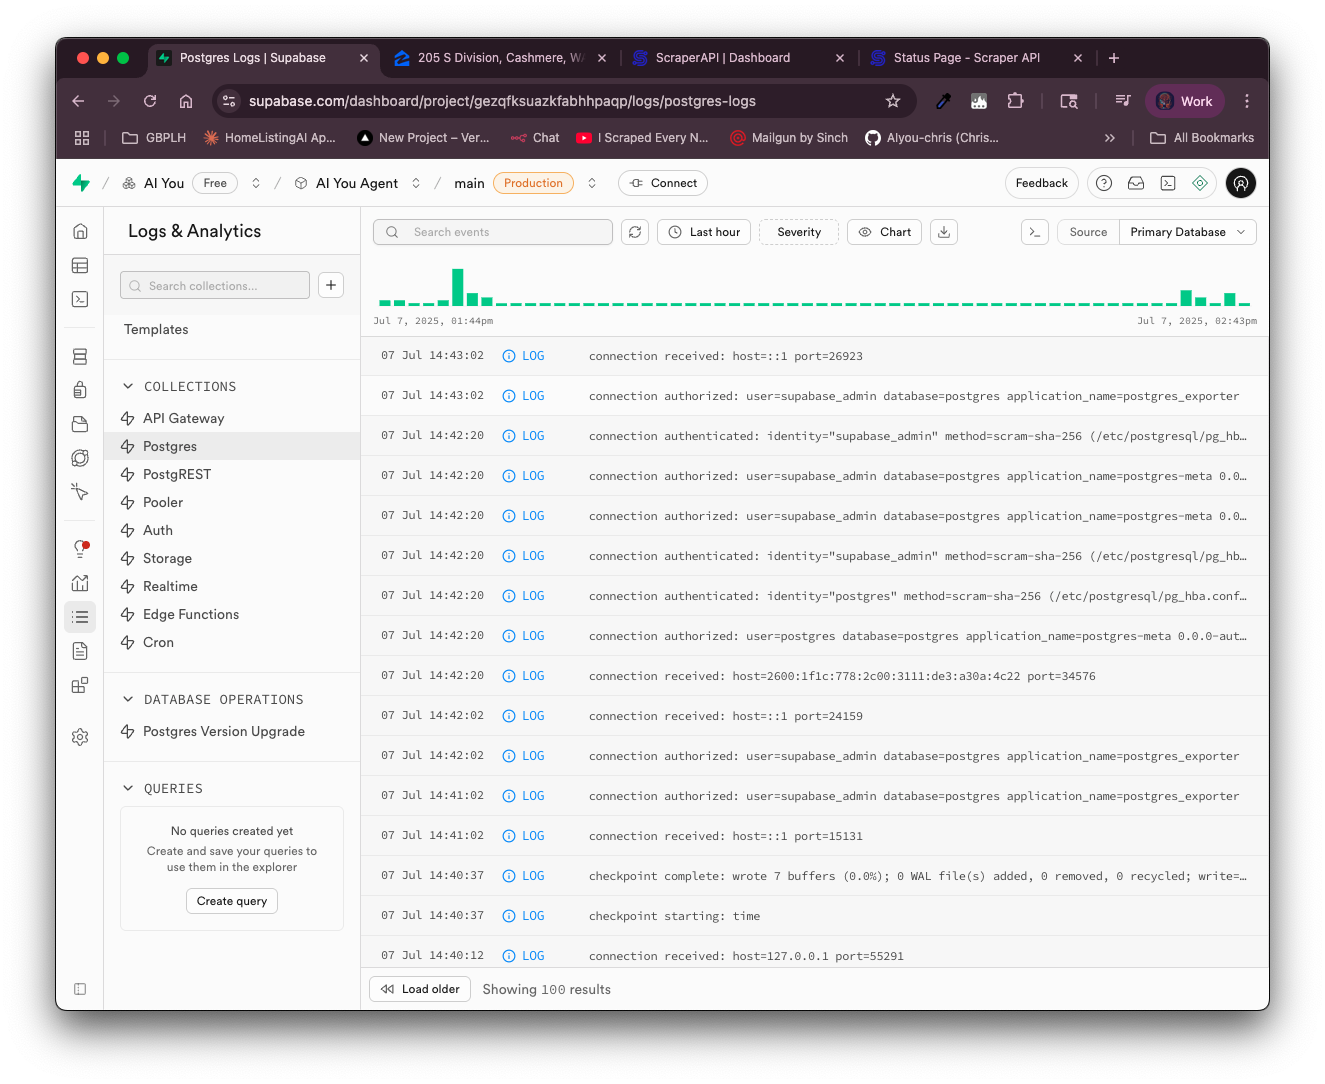 Postgres Logs | Supabase
205 S Division, Cashmere, W
ScraperAPI | Dashboard
Status Page - Scraper API
supabase.com/dashboard/project/gezqfksuazkfabhhpaqp/logs/postgres-logs
Work
GBPLH
HomeListingAI Ap...
New Project – Ver...
Chat
I Scraped Every N...
Mailgun by Sinch
AIyou-chris (Chris...
All Bookmarks
AI You
Free
AI You Agent
main
Production
Connect
Feedback
Logs & Analytics
Search events
Last hour
Severity
Chart
Source
Primary Database
Search collections...
Templates
Jul 7, 2025, 01:44pm
Jul 7, 2025, 02:43pm
COLLECTIONS
API Gateway
Postgres
PostgREST
Pooler
Auth
Storage
Realtime
Edge Functions
Cron
DATABASE OPERATIONS
Postgres Version Upgrade
QUERIES
No queries created yet
Create and save your queries to
use them in the explorer
Create query
07 Jul 14:43:02 LOG connection received: host=::1 port=26923
07 Jul 14:43:02 LOG connection authorized: user=supabase_admin database=postgres application_name=postgres_exporter
07 Jul 14:42:20 LOG connection authenticated: identity="supabase_admin" method=scram-sha-256 (/etc/postgresql/pg_hb…
07 Jul 14:42:20 LOG connection authorized: user=supabase_admin database=postgres application_name=postgres-meta 0.0…
07 Jul 14:42:20 LOG connection authorized: user=supabase_admin database=postgres application_name=postgres-meta 0.0…
07 Jul 14:42:20 LOG connection authenticated: identity="supabase_admin" method=scram-sha-256 (/etc/postgresql/pg_hb…
07 Jul 14:42:20 LOG connection authenticated: identity="postgres" method=scram-sha-256 (/etc/postgresql/pg_hba.conf…
07 Jul 14:42:20 LOG connection authorized: user=postgres database=postgres application_name=postgres-meta 0.0.0-aut…
07 Jul 14:42:20 LOG connection received: host=2600:1f1c:778:2c00:3111:de3:a30a:4c22 port=34576
07 Jul 14:42:02 LOG connection received: host=::1 port=24159
07 Jul 14:42:02 LOG connection authorized: user=supabase_admin database=postgres application_name=postgres_exporter
07 Jul 14:41:02 LOG connection authorized: user=supabase_admin database=postgres application_name=postgres_exporter
07 Jul 14:41:02 LOG connection received: host=::1 port=15131
07 Jul 14:40:37 LOG checkpoint complete: wrote 7 buffers (0.0%); 0 WAL file(s) added, 0 removed, 0 recycled; write=…
07 Jul 14:40:37 LOG checkpoint starting: time
07 Jul 14:40:12 LOG connection received: host=127.0.0.1 port=55291
Load older
Showing 100 results